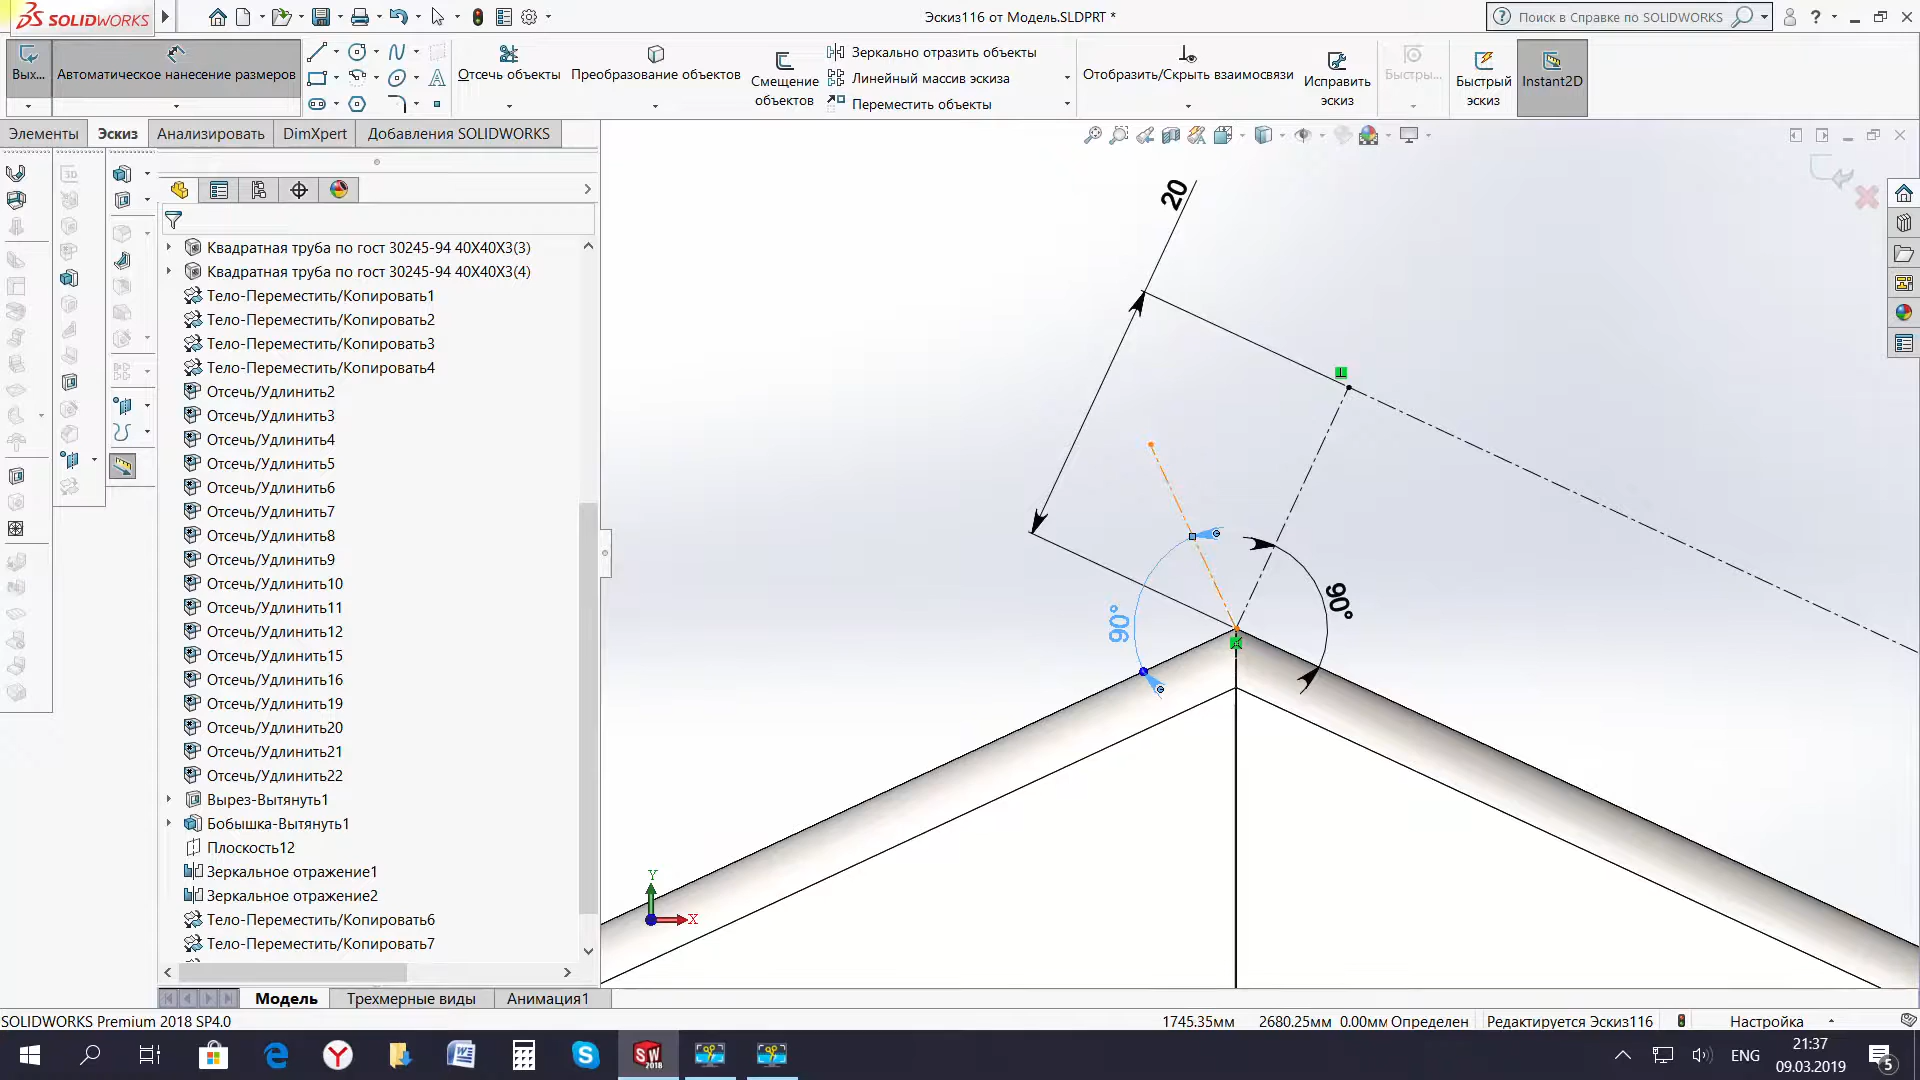 SOLIDWORKS
Эскиз116 от Модель.SLDPRT *
Поиск в Справке по SOLIDWORKS
Вых...
Автоматическое нанесение размеров
Отсечь объекты
Преобразование объектов
Смещение
объектов
Зеркально отразить объекты
Линейный массив эскиза
Переместить объекты
Отобразить/Скрыть взаимосвязи
Исправить
эскиз
Быстры...
Быстрый
эскиз
Instant2D
Элементы
Эскиз
Анализировать
DimXpert
Добавления SOLIDWORKS
3D
Квадратная труба по гост 30245-94 40X40X3(3)
Квадратная труба по гост 30245-94 40X40X3(4)
Тело-Переместить/Копировать1
Тело-Переместить/Копировать2
Тело-Переместить/Копировать3
Тело-Переместить/Копировать4
Отсечь/Удлинить2
Отсечь/Удлинить3
Отсечь/Удлинить4
Отсечь/Удлинить5
Отсечь/Удлинить6
Отсечь/Удлинить7
Отсечь/Удлинить8
Отсечь/Удлинить9
Отсечь/Удлинить10
Отсечь/Удлинить11
Отсечь/Удлинить12
Отсечь/Удлинить15
Отсечь/Удлинить16
Отсечь/Удлинить19
Отсечь/Удлинить20
Отсечь/Удлинить21
Отсечь/Удлинить22
Вырез-Вытянуть1
Бобышка-Вытянуть1
Плоскость12
Зеркальное отражение1
Зеркальное отражение2
Тело-Переместить/Копировать6
Тело-Переместить/Копировать7
20
90°
90°
Y
X
Модель
Трехмерные виды
Анимация1
SOLIDWORKS Premium 2018 SP4.0
1745.35мм
2680.25мм
0.00мм Определен
Редактируется Эскиз116
Настройка
SW
2018
ENG
21:37
09.03.2019
5